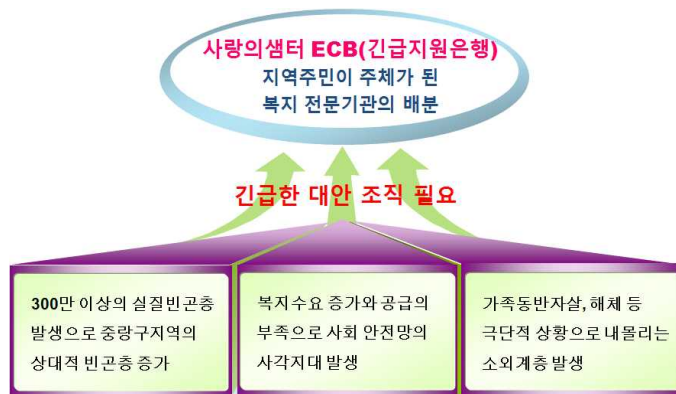 사랑의샘터 ECB(긴급지원은행)
지역주민이 주체가 된
복지 전문기관의 배분
긴급한 대안 조직 필요
300만 이상의 실질빈곤층
발생으로 중랑구지역의
상대적 빈곤층 증가
복지수요 증가와 공급의
부족으로 사회 안전망의
사각지대 발생
가족동반자살, 해체 등
극단적 상황으로 내몰리는
소외계층 발생